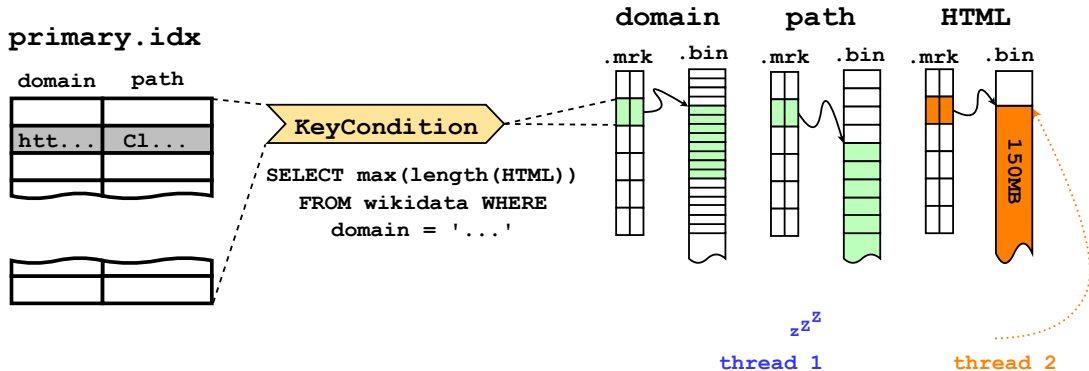 primary.idx
domain path
htt... Cl...
KeyCondition
SELECT max(length(HTML))
FROM wikidata WHERE
domain = '...'
domain path HTML
.mrk .bin .mrk .bin .mrk .bin
150MB
zzz
thread 1 thread 2